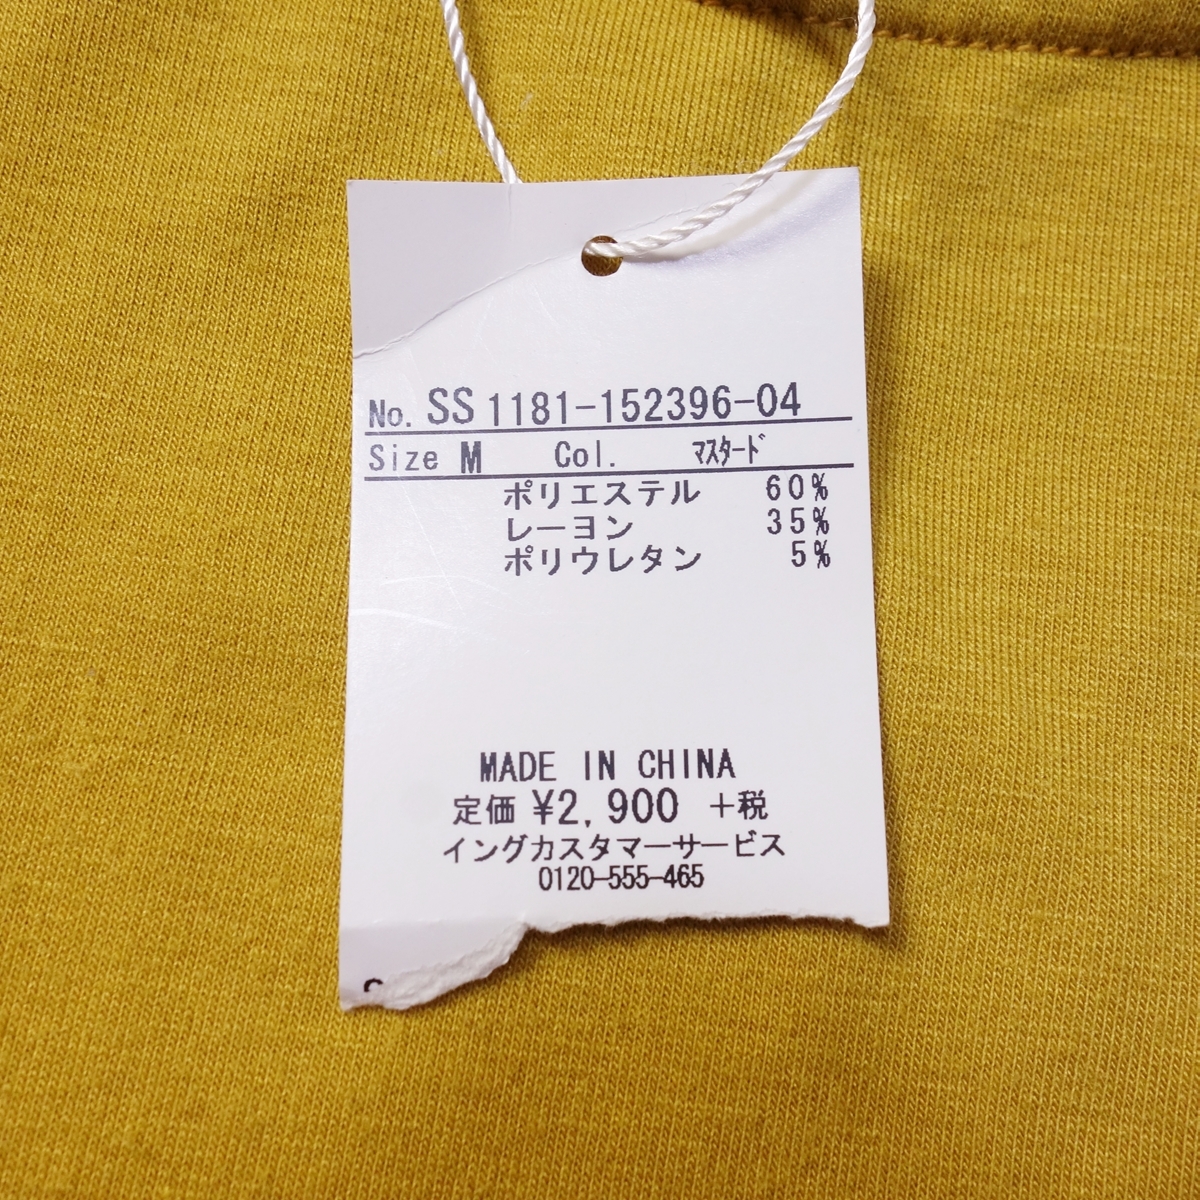 No. SS 1181-152396-04
Size M Col. ﾏｽﾀｰﾄﾞ
ポリエステル 60%
レーヨン 35%
ポリウレタン 5%
MADE IN CHINA
定価 ¥2,900 +税
イングカスタマーサービス
0120-555-465